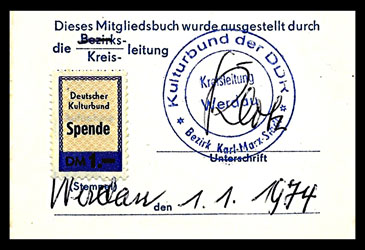 Dieses Mitgliedsbuch wurde ausgestellt durch
die Bezirks-
Kreis-
leitung
Kulturbund der DDR
Kreisleitung
Werdau
* Bezirk Karl-Marx-Stadt *
Deutscher
Kulturbund
Spende
DM 1.—
Unterschrift
(Stempel)
Werdau den 1. 1. 1974